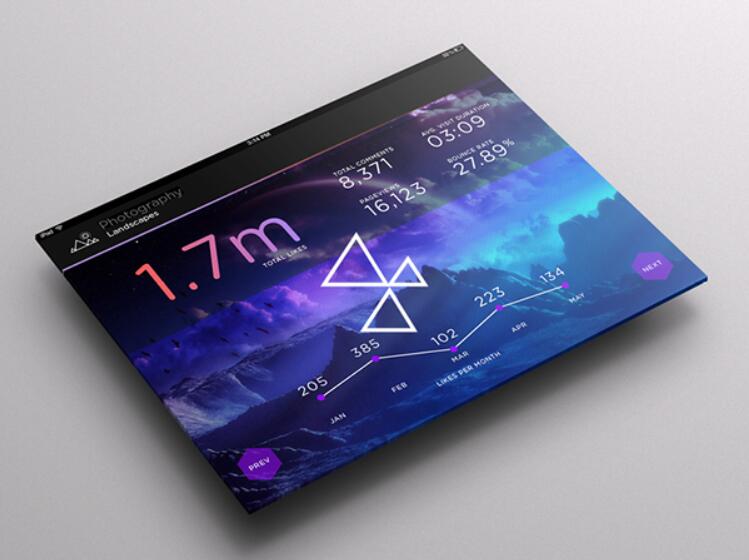 iPad
3:14 PM
Photography
Landscapes
1.7m
TOTAL LIKES
TOTAL COMMENTS
8,371
AVG. VISIT DURATION
03:09
PAGEVIEWS
16,123
BOUNCE RATE
27.89%
205
385
102
223
134
JAN
FEB
MAR
APR
MAY
LIKES PER MONTH
PREV
NEXT